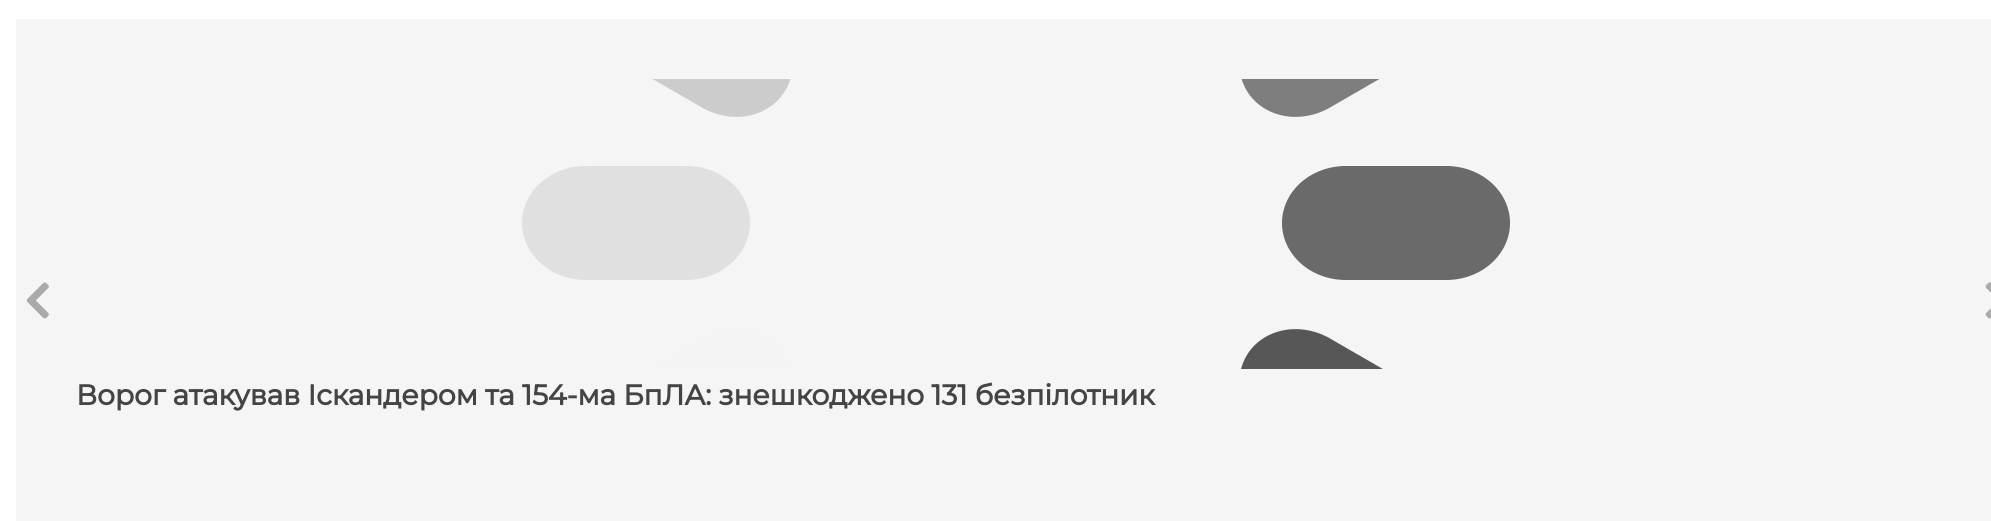 Ворог атакував Іскандером та 154-ма БпЛА: знешкоджено 131 безпілотник